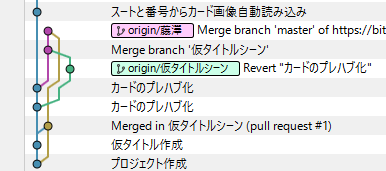 スートと番号からカード画像自動読み込み
origin/藤澤 Merge branch 'master' of https://bit
Merge branch '仮タイトルシーン'
origin/仮タイトルシーン Revert "カードのプレハブ化"
カードのプレハブ化
カードのプレハブ化
Merged in 仮タイトルシーン (pull request #1)
仮タイトル作成
プロジェクト作成